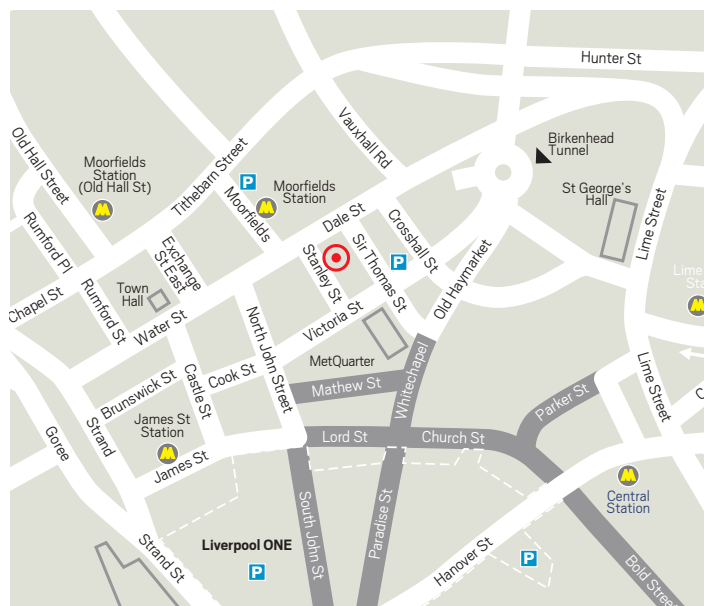 Hunter St
Vauxhall Rd
Old Hall Street
Tithebarn Street
Birkenhead
Tunnel
Moorfields
Station
(Old Hall St)
P
Moorfields
Station
St George's
Hall
Moorfields
Dale St
Crosshall St
Lime Street
Rumford Pl
Exchange
St East
Stanley St
Sir Thomas St
P
Old Haymarket
Lime
Sta
Chapel St
Rumford St
Town
Hall
Water St
North John Street
Victoria St
MetQuarter
Whitechapel
Mathew St
Cook St
Castle St
Brunswick St
Lime Street
Parker St
C
Strand
Goree
James St
Station
James St
Lord St
Church St
South John St
Paradise St
Central
Station
Liverpool ONE
P
Strand St
Hanover St
P
Bold Street